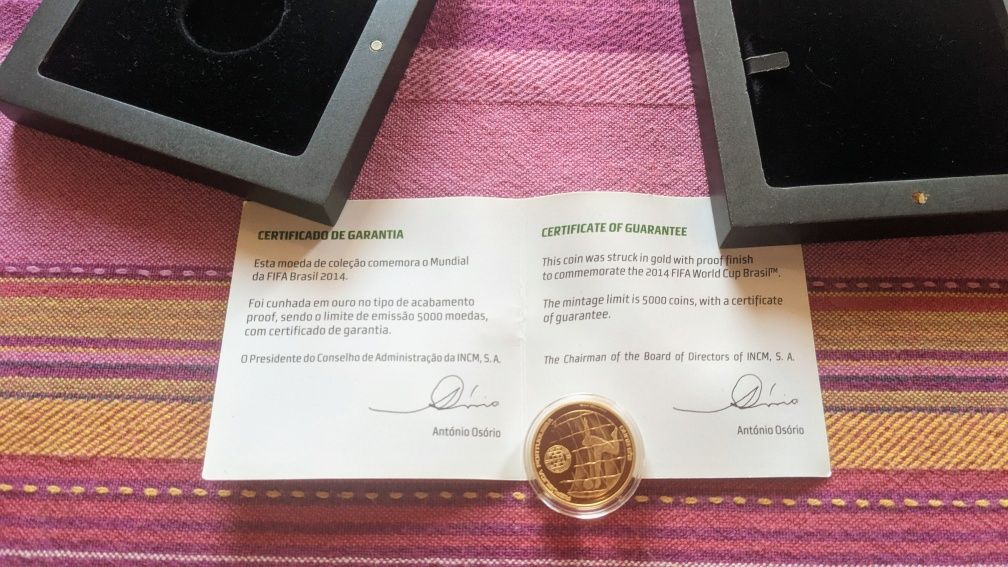 CERTIFICADO DE GARANTIA
Esta moeda de coleção comemora o Mundial
da FIFA Brasil 2014.
Foi cunhada em ouro no tipo de acabamento
proof, sendo o limite de emissão 5000 moedas,
com certificado de garantia.
O Presidente do Conselho de Administração da INCM, S. A.
António Osório
CERTIFICATE OF GUARANTEE
This coin was struck in gold with proof finish
to commemorate the 2014 FIFA World Cup Brasil™.
The mintage limit is 5000 coins, with a certificate
of guarantee.
The Chairman of the Board of Directors of INCM, S. A.
António Osório